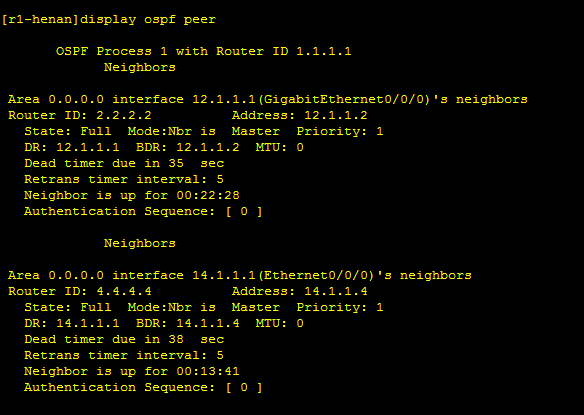 [r1-henan]display ospf peer
OSPF Process 1 with Router ID 1.1.1.1
Neighbors
Area 0.0.0.0 interface 12.1.1.1(GigabitEthernet0/0/0)'s neighbors
Router ID: 2.2.2.2 Address: 12.1.1.2
State: Full Mode:Nbr is Master Priority: 1
DR: 12.1.1.1 BDR: 12.1.1.2 MTU: 0
Dead timer due in 35 sec
Retrans timer interval: 5
Neighbor is up for 00:22:28
Authentication Sequence: [ 0 ]
Neighbors
Area 0.0.0.0 interface 14.1.1.1(Ethernet0/0/0)'s neighbors
Router ID: 4.4.4.4 Address: 14.1.1.4
State: Full Mode:Nbr is Master Priority: 1
DR: 14.1.1.1 BDR: 14.1.1.4 MTU: 0
Dead timer due in 38 sec
Retrans timer interval: 5
Neighbor is up for 00:13:41
Authentication Sequence: [ 0 ]